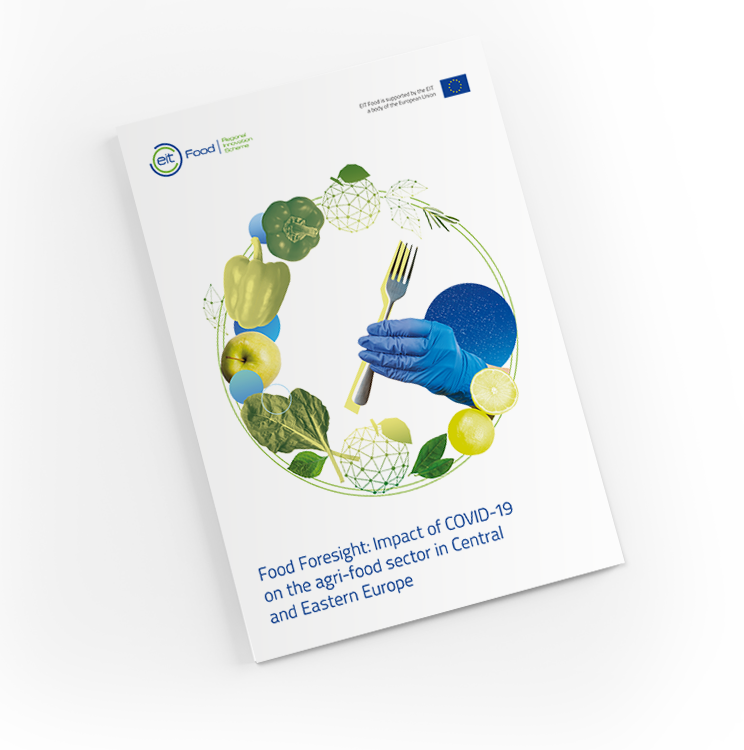 EIT Food is supported by the EIT
a body of the European Union
eit Food
Regional
Innovation
Scheme
Food Foresight: Impact of COVID-19
on the agri-food sector in Central
and Eastern Europe